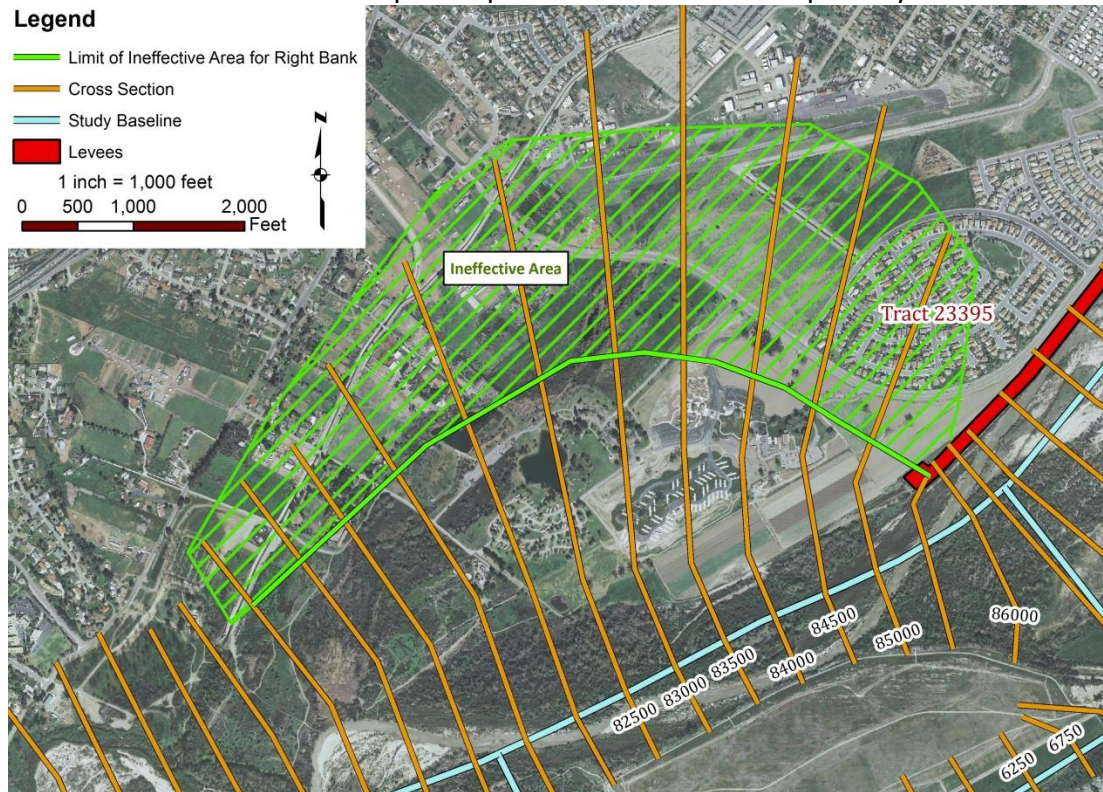 Legend
Limit of Ineffective Area for Right Bank
Cross Section
Study Baseline
Levees
N
1 inch = 1,000 feet
0 500 1,000 2,000
Feet
Ineffective Area
Tract 23395
86000
84500
85000
83500
84000
83000
82500
6750
6250